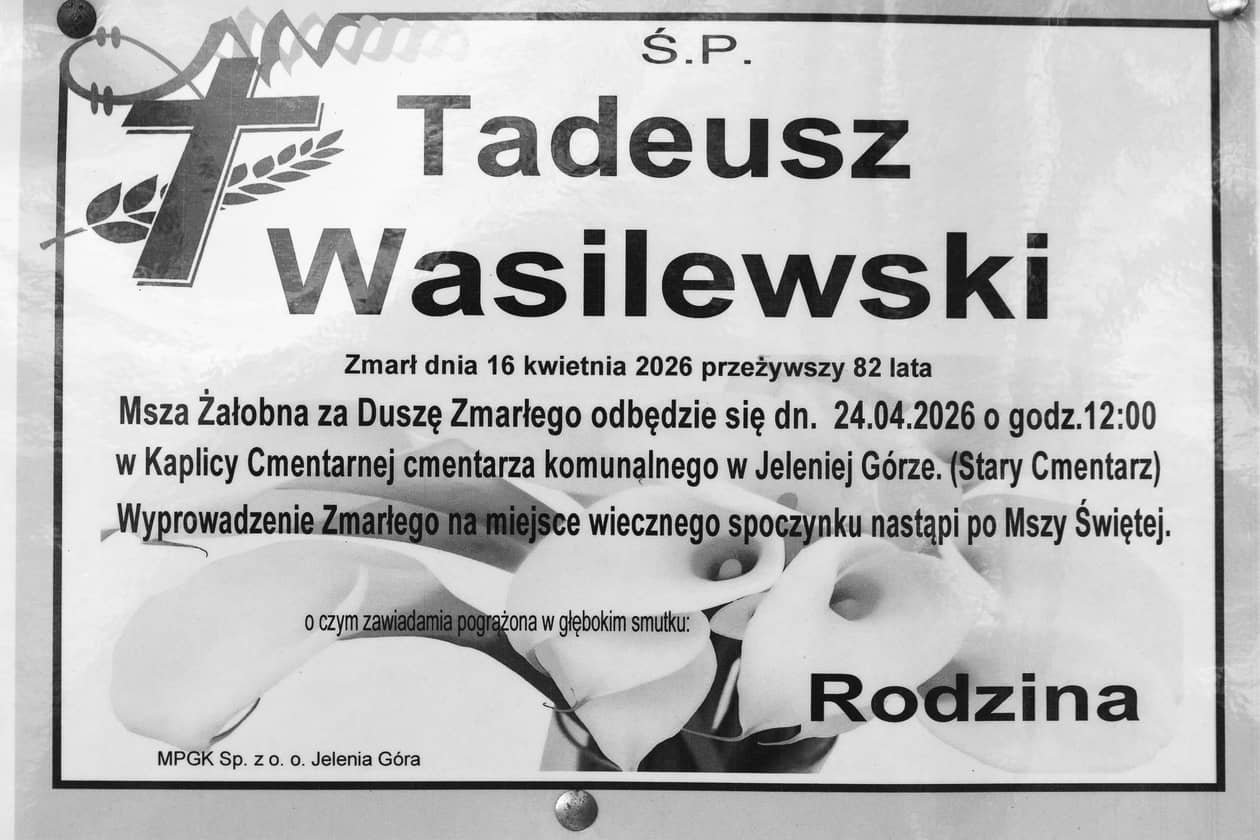 Ś.P.
Tadeusz
Wasilewski
Zmarł dnia 16 kwietnia 2026 przeżywszy 82 lata
Msza Żałobna za Duszę Zmarłego odbędzie się dn. 24.04.2026 o godz.12:00
w Kaplicy Cmentarnej cmentarza komunalnego w Jeleniej Górze. (Stary Cmentarz)
Wyprowadzenie Zmarłego na miejsce wiecznego spoczynku nastąpi po Mszy Świętej.
o czym zawiadamia pogrążona w głębokim smutku:
Rodzina
MPGK Sp. z o. o. Jelenia Góra